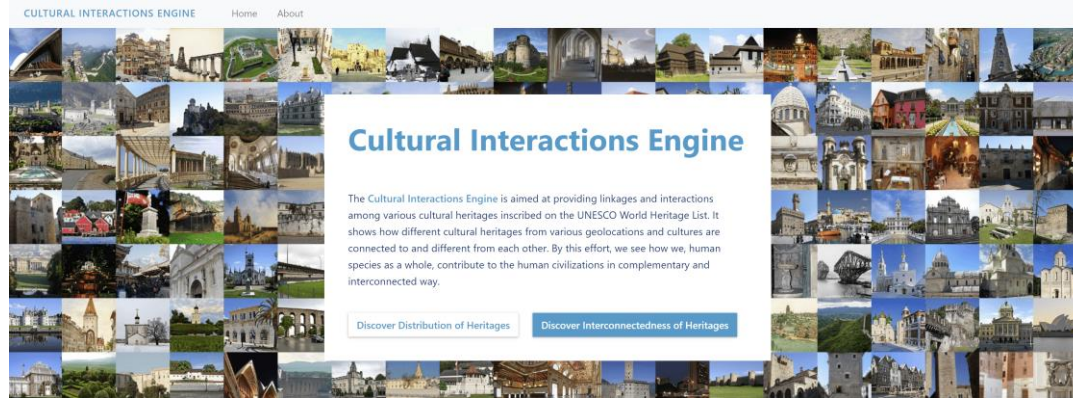 CULTURAL INTERACTIONS ENGINE Home About
Cultural Interactions Engine
The Cultural Interactions Engine is aimed at providing linkages and interactions
among various cultural heritages inscribed on the UNESCO World Heritage List. It
shows how different cultural heritages from various geolocations and cultures are
connected to and different from each other. By this effort, we see how we, human
species as a whole, contribute to the human civilizations in complementary and
interconnected way.
Discover Distribution of Heritages Discover Interconnectedness of Heritages